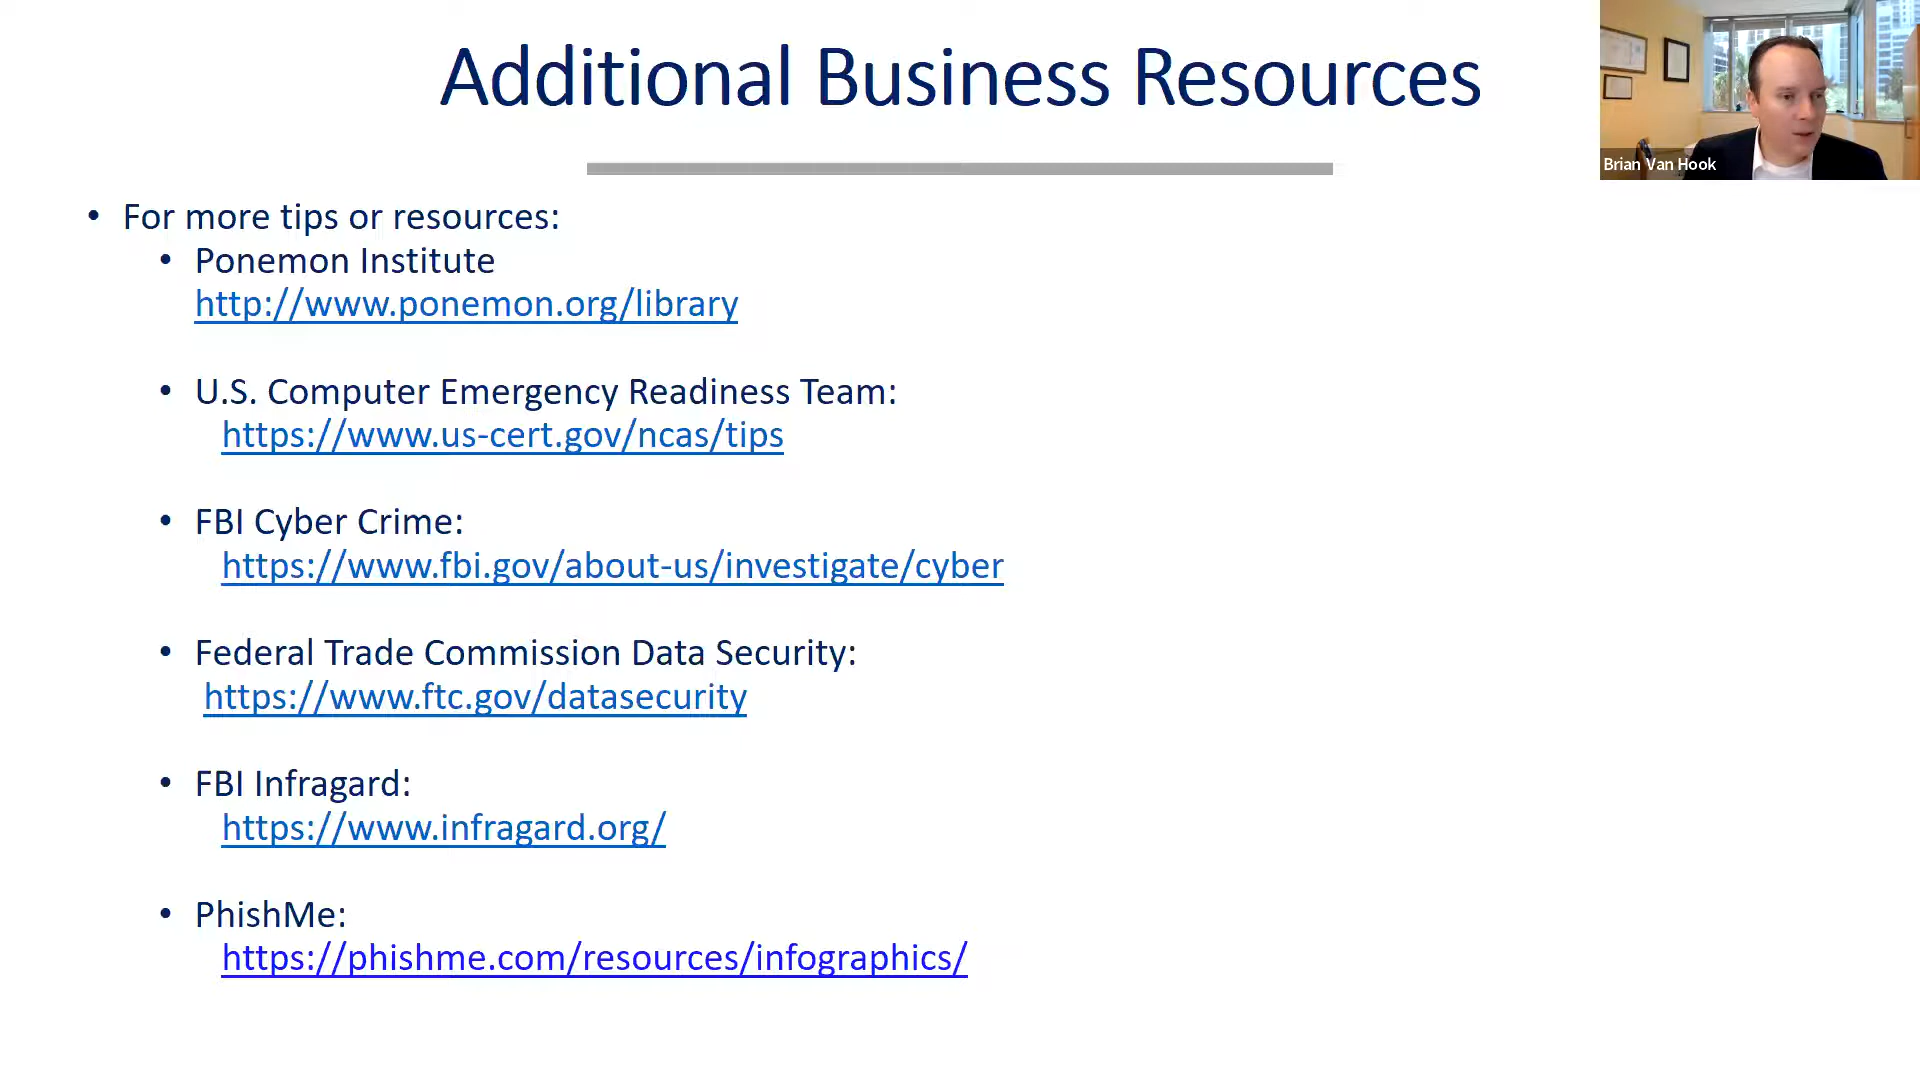 Additional Business Resources
Brian Van Hook
• For more tips or resources:
• Ponemon Institute
http://www.ponemon.org/library
• U.S. Computer Emergency Readiness Team:
https://www.us-cert.gov/ncas/tips
• FBI Cyber Crime:
https://www.fbi.gov/about-us/investigate/cyber
• Federal Trade Commission Data Security:
https://www.ftc.gov/datasecurity
• FBI Infragard:
https://www.infragard.org/
• PhishMe:
https://phishme.com/resources/infographics/